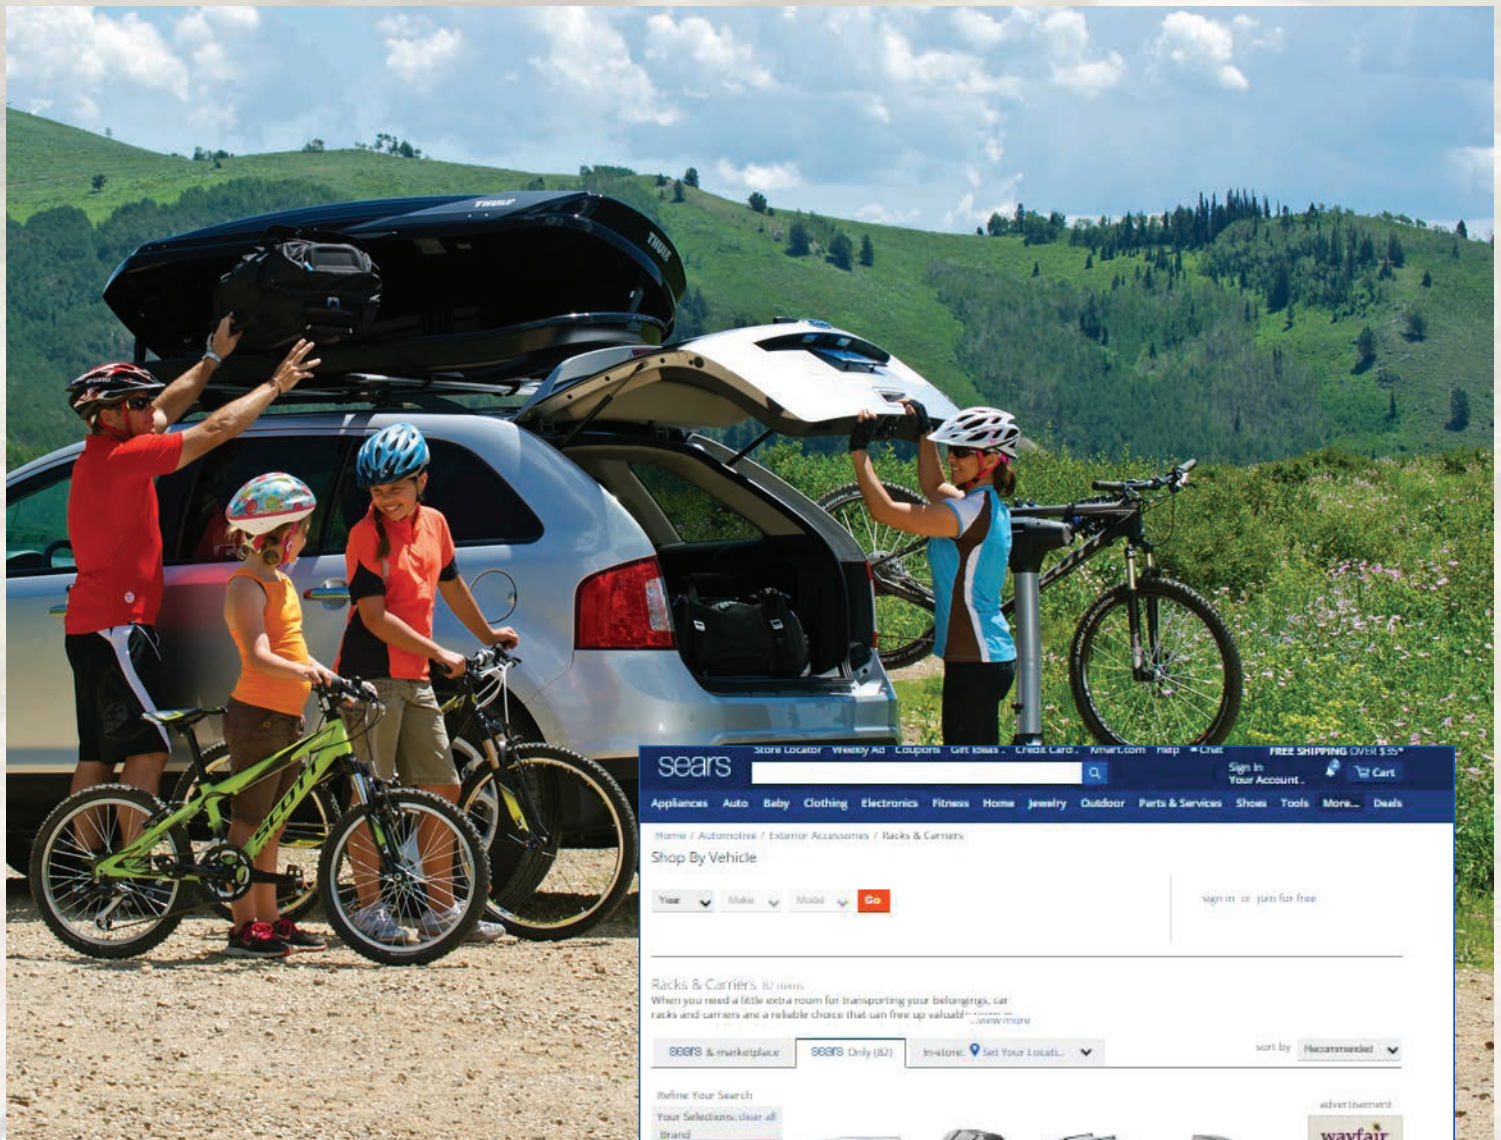 THULE
THULE
SCOTT
Store Locator Weekly Ad Coupons Gift Ideas Credit Card Kmart.com Help Chat FREE SHIPPING OVER $35*
sears
Sign In
Your Account
2
Cart
Appliances Auto Baby Clothing Electronics Fitness Home Jewelry Outdoor Parts & Services Shoes Tools More... Deals
Home / Automotive / Exterior Accessories / Racks & Carriers
Shop By Vehicle
Year Make Model Go
sign in or join for free
Racks & Carriers 82 items
When you need a little extra room for transporting your belongings, car
racks and carriers are a reliable choice that can free up valuabl
...view more
sears & marketplace sears Only (82) In-store: Set Your Locati... sort by Recommended
Refine Your Search
Your Selections: clear all
Brand
advertisement
wayfair